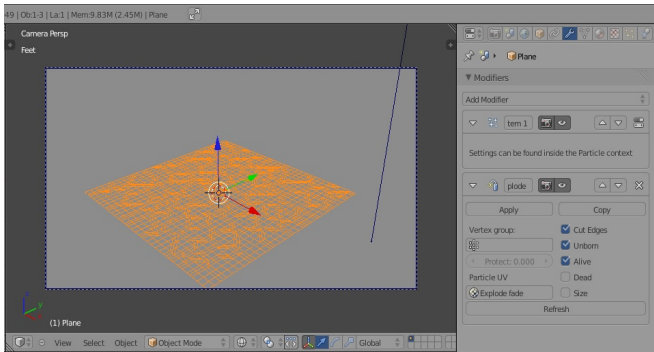 49 | Ob:1-3 | La:1 | Mem:9.83M (2.45M) | Plane
Camera Persp
Feet
(1) Plane
z
y
View Select Object Object Mode Global
Plane
Modifiers
Add Modifier
tem 1
Settings can be found inside the Particle context
plode
Apply Copy
Vertex group: Cut Edges
Unborn
Protect: 0.000 Alive
Particle UV Dead
Explode fade Size
Refresh